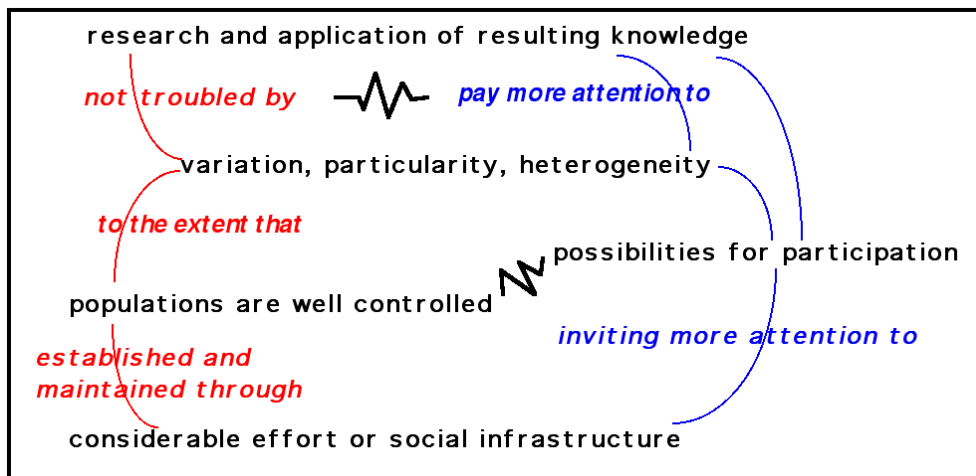 research and application of resulting knowledge
not troubled by
pay more attention to
variation, particularity, heterogeneity
to the extent that
possibilities for participation
populations are well controlled
inviting more attention to
established and
maintained through
considerable effort or social infrastructure